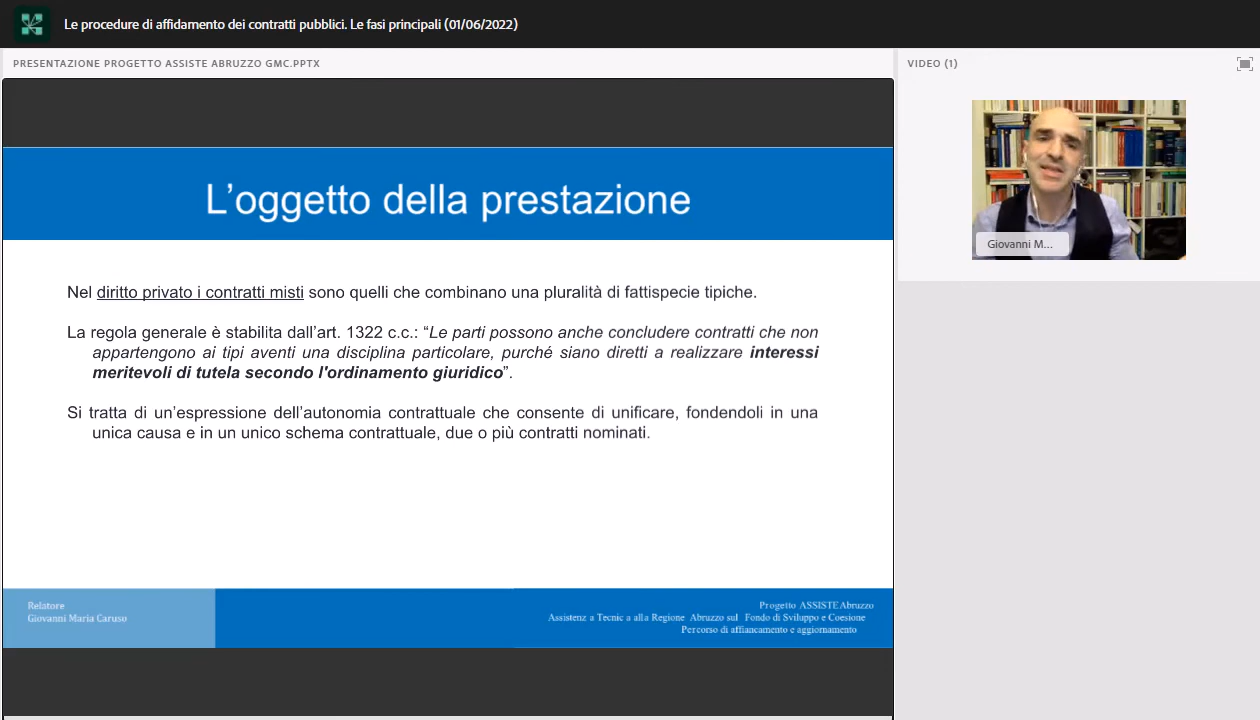 Le procedure di affidamento dei contratti pubblici. Le fasi principali (01/06/2022)
PRESENTAZIONE PROGETTO ASSISTE ABRUZZO GMC.PPTX
VIDEO (1)
Giovanni M...
L’oggetto della prestazione
Nel diritto privato i contratti misti sono quelli che combinano una pluralità di fattispecie tipiche.
La regola generale è stabilita dall’art. 1322 c.c.: “Le parti possono anche concludere contratti che non
appartengono ai tipi aventi una disciplina particolare, purché siano diretti a realizzare interessi
meritevoli di tutela secondo l'ordinamento giuridico”.
Si tratta di un’espressione dell’autonomia contrattuale che consente di unificare, fondendoli in una
unica causa e in un unico schema contrattuale, due o più contratti nominati.
Relatore
Giovanni Maria Caruso
Progetto ASSISTE Abruzzo
Assistenz a Tecnic a alla Regione Abruzzo sul Fondo di Sviluppo e Coesione
Percorso di affiancamento e aggiornamento